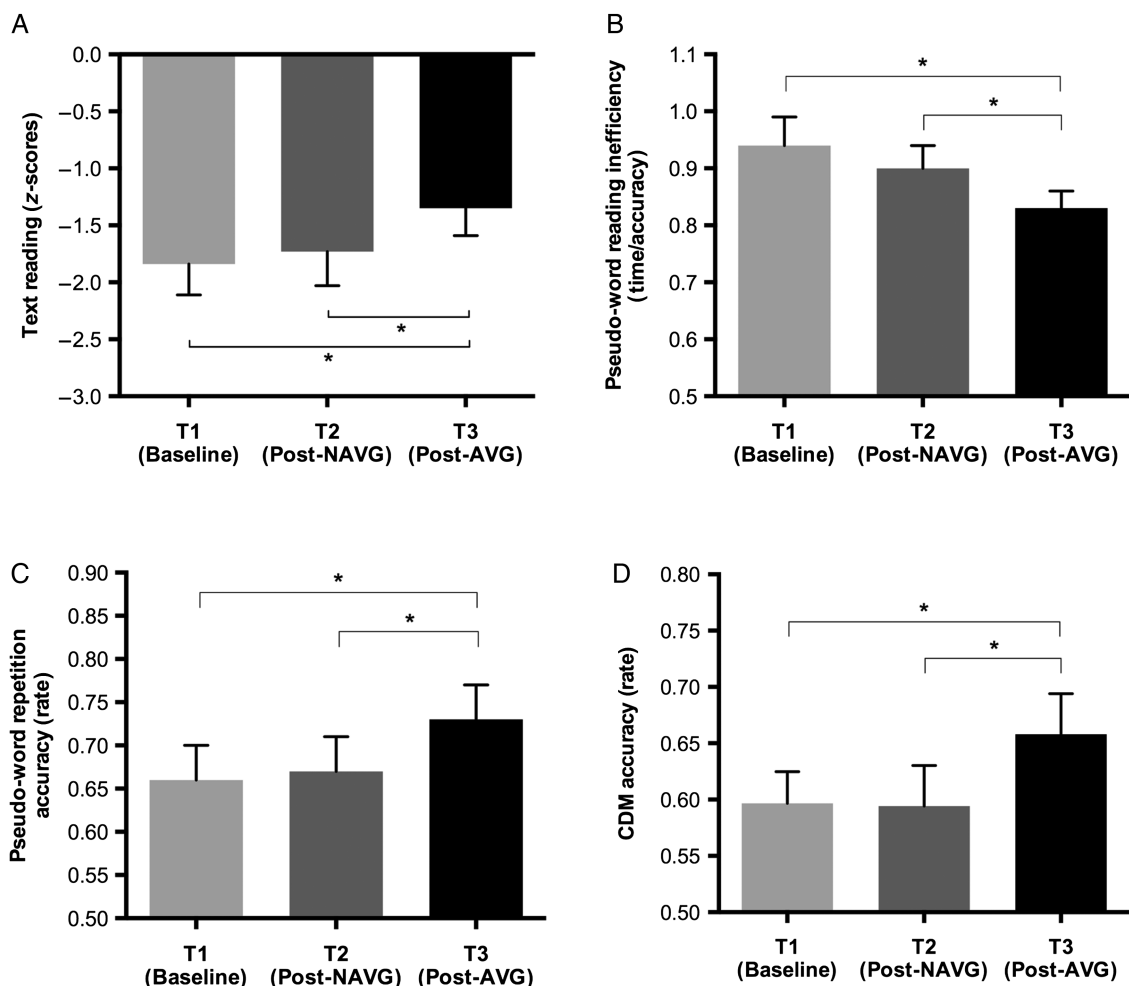 A
Text reading (z-scores)
0.0
–0.5
–1.0
–1.5
–2.0
–2.5
–3.0
*
*
T1
(Baseline)
T2
(Post-NAVG)
T3
(Post-AVG)
B
Pseudo-word reading inefficiency
(time/accuracy)
1.1
1.0
0.9
0.8
0.7
0.6
0.5
*
*
T1
(Baseline)
T2
(Post-NAVG)
T3
(Post-AVG)
C
Pseudo-word repetition
accuracy (rate)
0.90
0.85
0.80
0.75
0.70
0.65
0.60
0.55
0.50
*
*
T1
(Baseline)
T2
(Post-NAVG)
T3
(Post-AVG)
D
CDM accuracy (rate)
0.80
0.75
0.70
0.65
0.60
0.55
0.50
*
*
T1
(Baseline)
T2
(Post-NAVG)
T3
(Post-AVG)